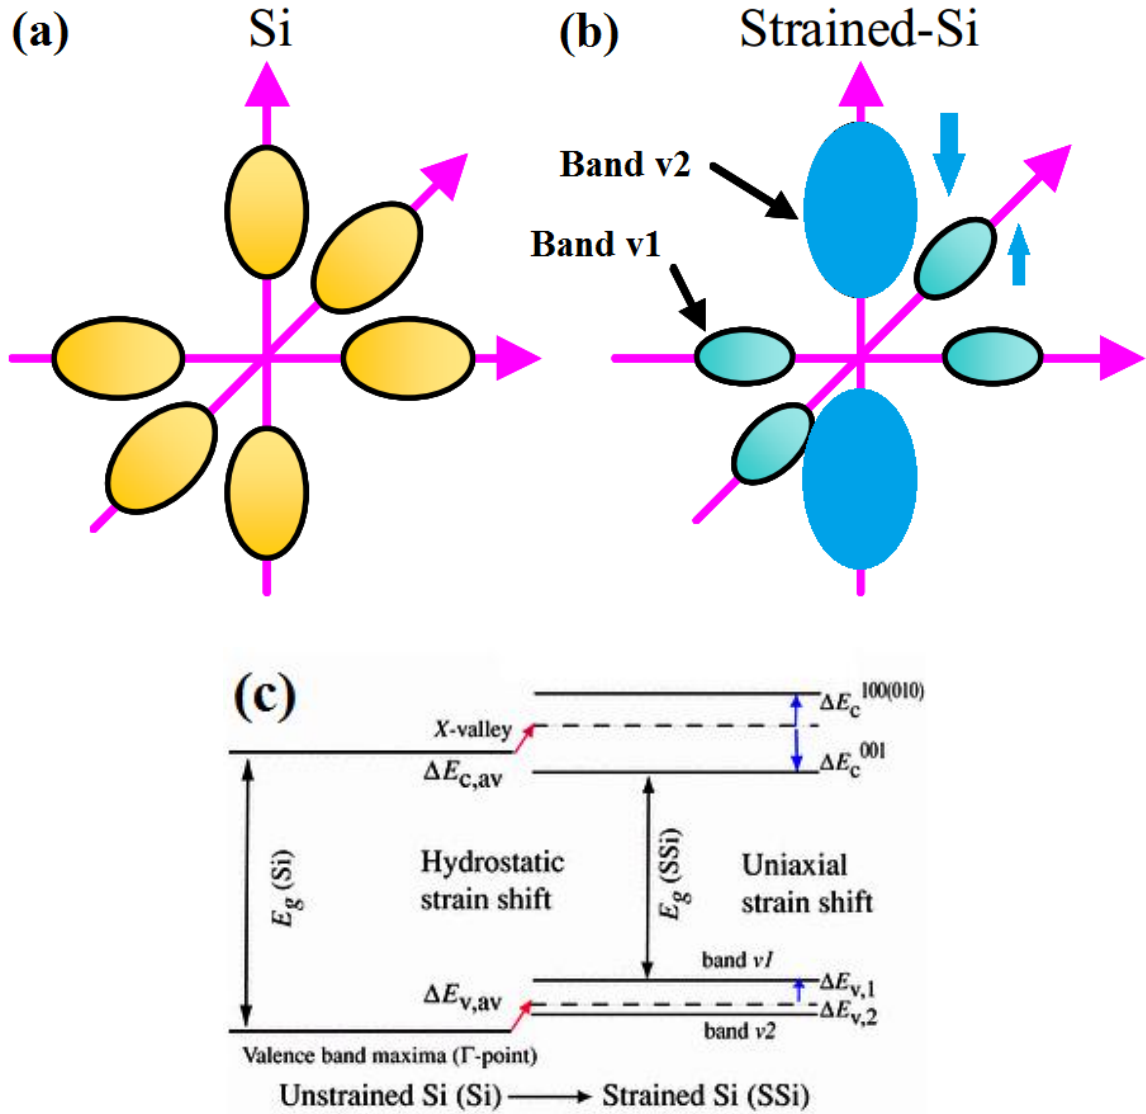 (a) Si
(b) Strained-Si
Band v2
Band v1
(c)
X-valley
ΔEc,av
ΔEc100(010)
ΔEc001
Eg (Si)
Hydrostatic
strain shift
Eg (SSi)
Uniaxial
strain shift
band v1
ΔEv,av
ΔEv,1
ΔEv,2
band v2
Valence band maxima (Γ-point)
Unstrained Si (Si) → Strained Si (SSi)